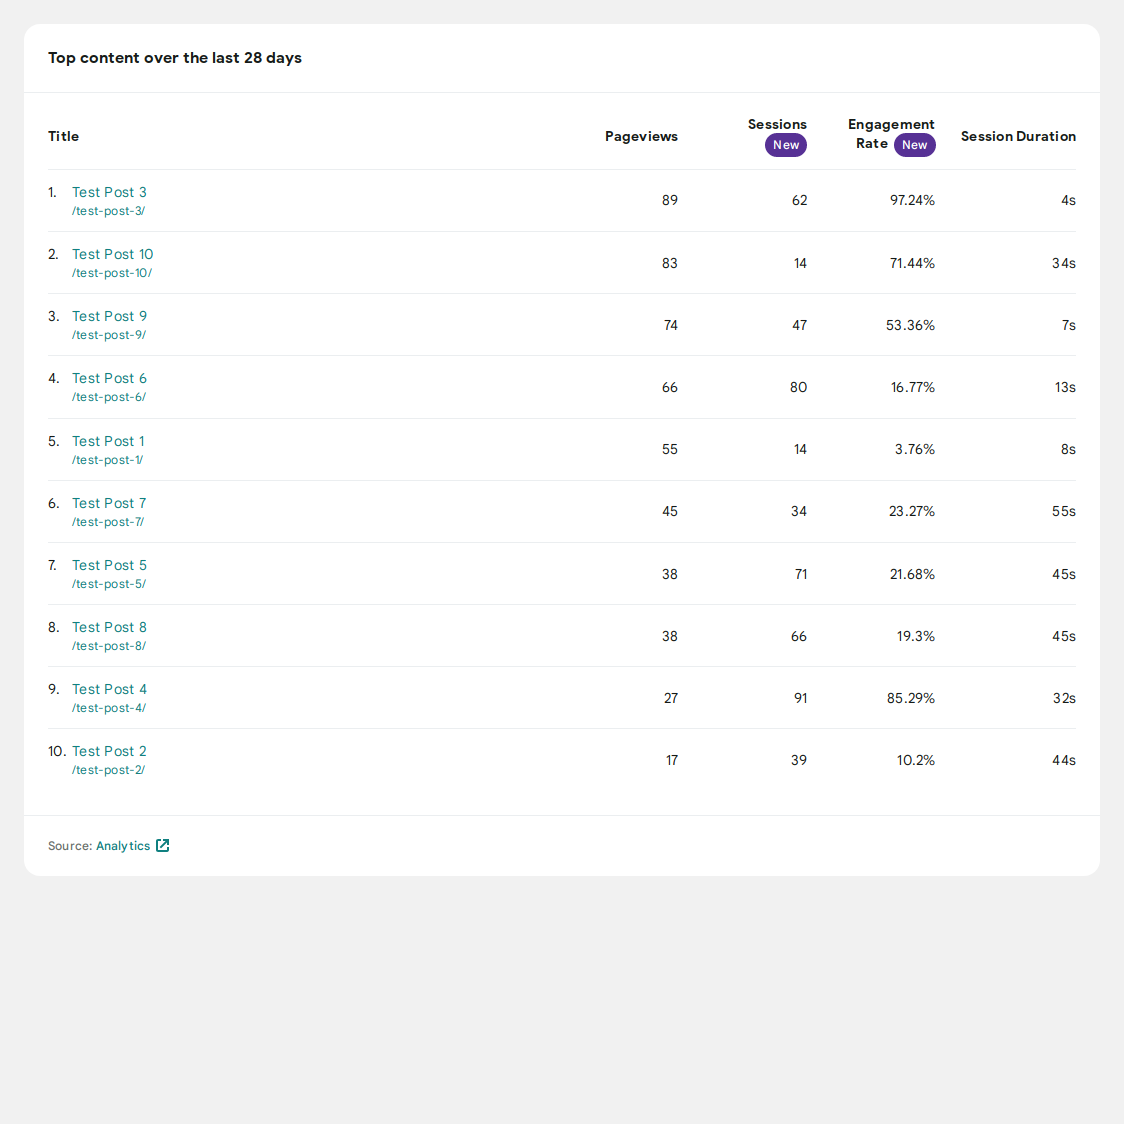 Top content over the last 28 days
Title Pageviews Sessions New Engagement Rate New Session Duration
1. Test Post 3 89 62 97.24% 4s
/test-post-3/
2. Test Post 10 83 14 71.44% 34s
/test-post-10/
3. Test Post 9 74 47 53.36% 7s
/test-post-9/
4. Test Post 6 66 80 16.77% 13s
/test-post-6/
5. Test Post 1 55 14 3.76% 8s
/test-post-1/
6. Test Post 7 45 34 23.27% 55s
/test-post-7/
7. Test Post 5 38 71 21.68% 45s
/test-post-5/
8. Test Post 8 38 66 19.3% 45s
/test-post-8/
9. Test Post 4 27 91 85.29% 32s
/test-post-4/
10. Test Post 2 17 39 10.2% 44s
/test-post-2/
Source: Analytics